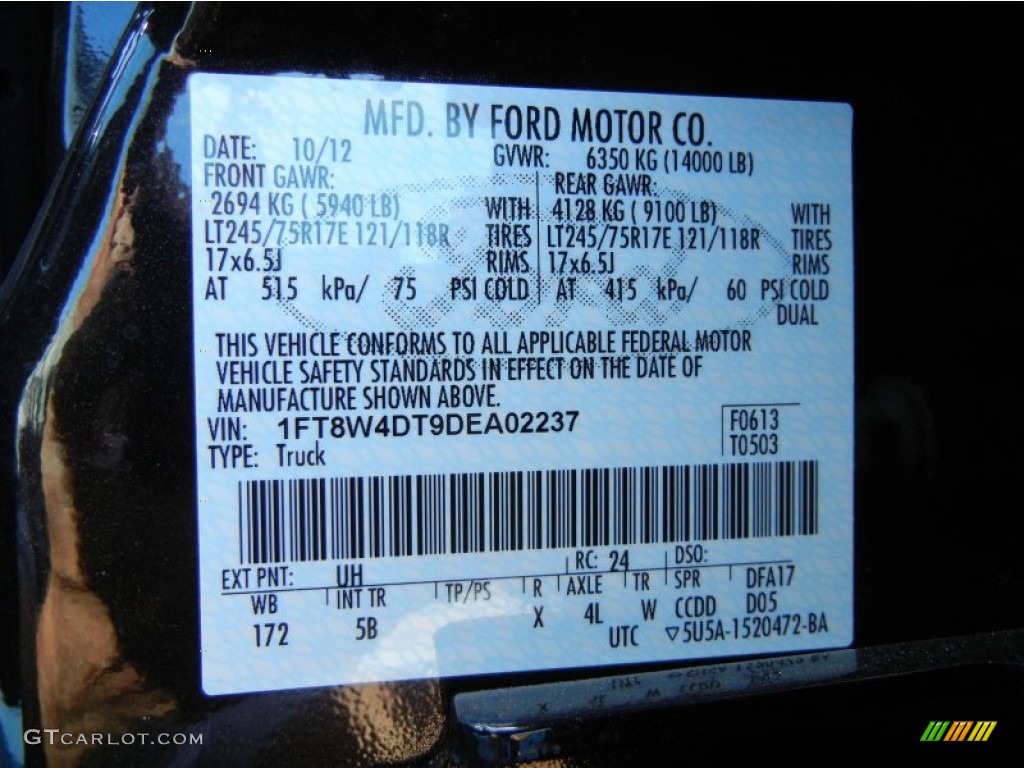 MFD. BY FORD MOTOR CO.
DATE: 10/12 GVWR: 6350 KG (14000 LB)
FRONT GAWR: REAR GAWR:
2694 KG ( 5940 LB) WITH 4128 KG ( 9100 LB) WITH
LT245/75R17E 121/118R TIRES LT245/75R17E 121/118R TIRES
17x6.5J RIMS 17x6.5J RIMS
AT 515 kPa/ 75 PSI COLD AT 415 kPa/ 60 PSI COLD
DUAL
THIS VEHICLE CONFORMS TO ALL APPLICABLE FEDERAL MOTOR
VEHICLE SAFETY STANDARDS IN EFFECT ON THE DATE OF
MANUFACTURE SHOWN ABOVE.
VIN: 1FT8W4DT9DEA02237 F0613
TYPE: Truck T0503
EXT PNT: UH RC: 24 DSO:
WB INT TR TP/PS R AXLE TR SPR DFA17
172 5B X 4L W CCDD D05
UTC ▽5U5A-1520472-BA
GTCARLOT.COM